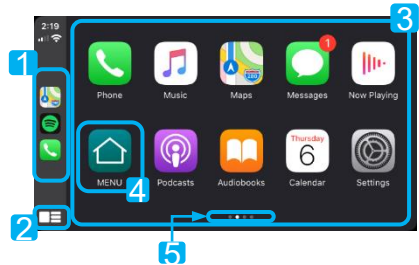 2:19
1
3
1
Phone
Music
Maps
Messages
Now Playing
Thursday
6
MENU
4
Podcasts
Audiobooks
Calendar
Settings
2
5